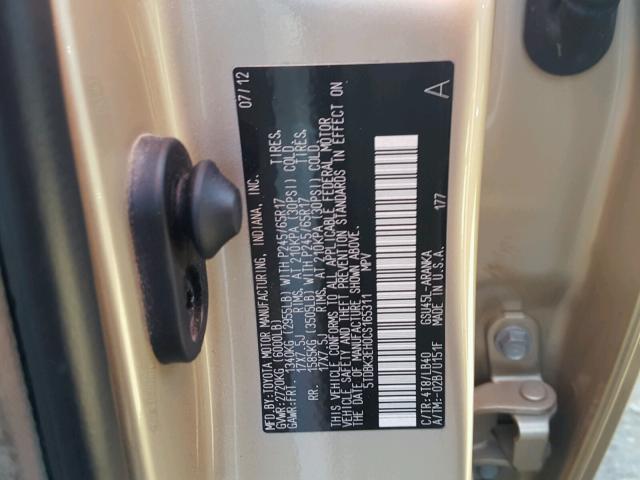 MFD.BY:TOYOTA MOTOR MANUFACTURING, INDIANA, INC. 07/12
GVWR:2720KG (6000LB)
GAWR:FRT. 1340KG (2955LB) WITH:P245/65R17 TIRES,
17X7.5J RIMS, AT 210KPA (30PSI) COLD.
RR. 1585KG (3505LB) WITH:P245/65R17 TIRES,
17X7.5J RIMS, AT 210KPA (30PSI) COLD.
THIS VEHICLE CONFORMS TO ALL APPLICABLE FEDERAL MOTOR
VEHICLE SAFETY AND THEFT PREVENTION STANDARDS IN EFFECT ON
THE DATE OF MANUFACTURE SHOWN ABOVE.
5TDBK3EH0CS165311 MPV
177 A
C/TR:4T8/LB40 GSU45L-ARANKA
A/TM:-02B/U151F MADE IN U.S.A.